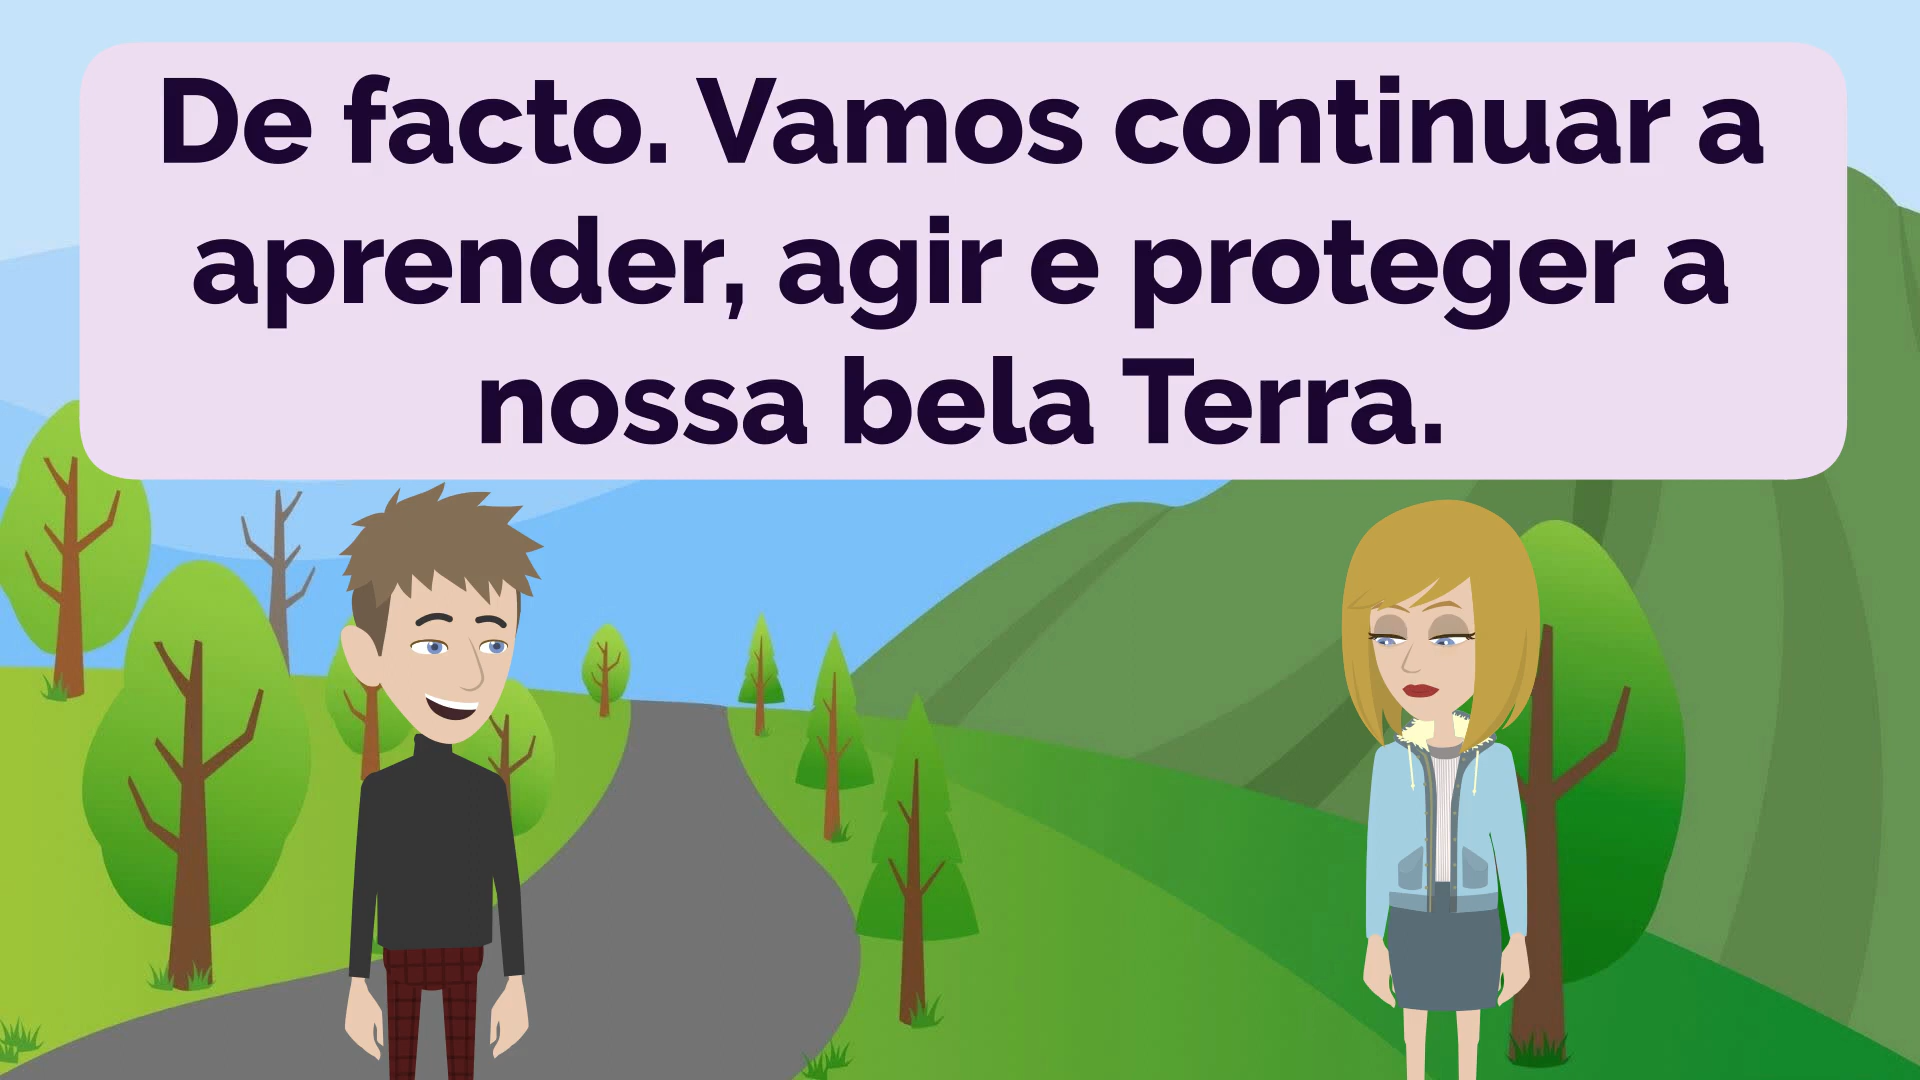 De facto. Vamos continuar a
aprender, agir e proteger a
nossa bela Terra.